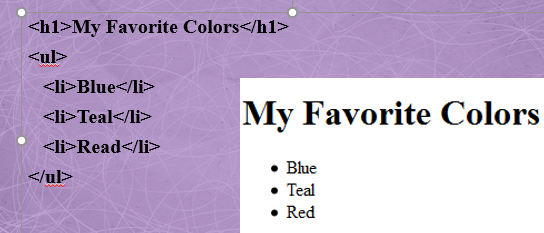 <h1>My Favorite Colors</h1>
<ul>
<li>Blue</li>
<li>Teal</li>
<li>Read</li>
</ul>
My Favorite Colors
• Blue
• Teal
• Red